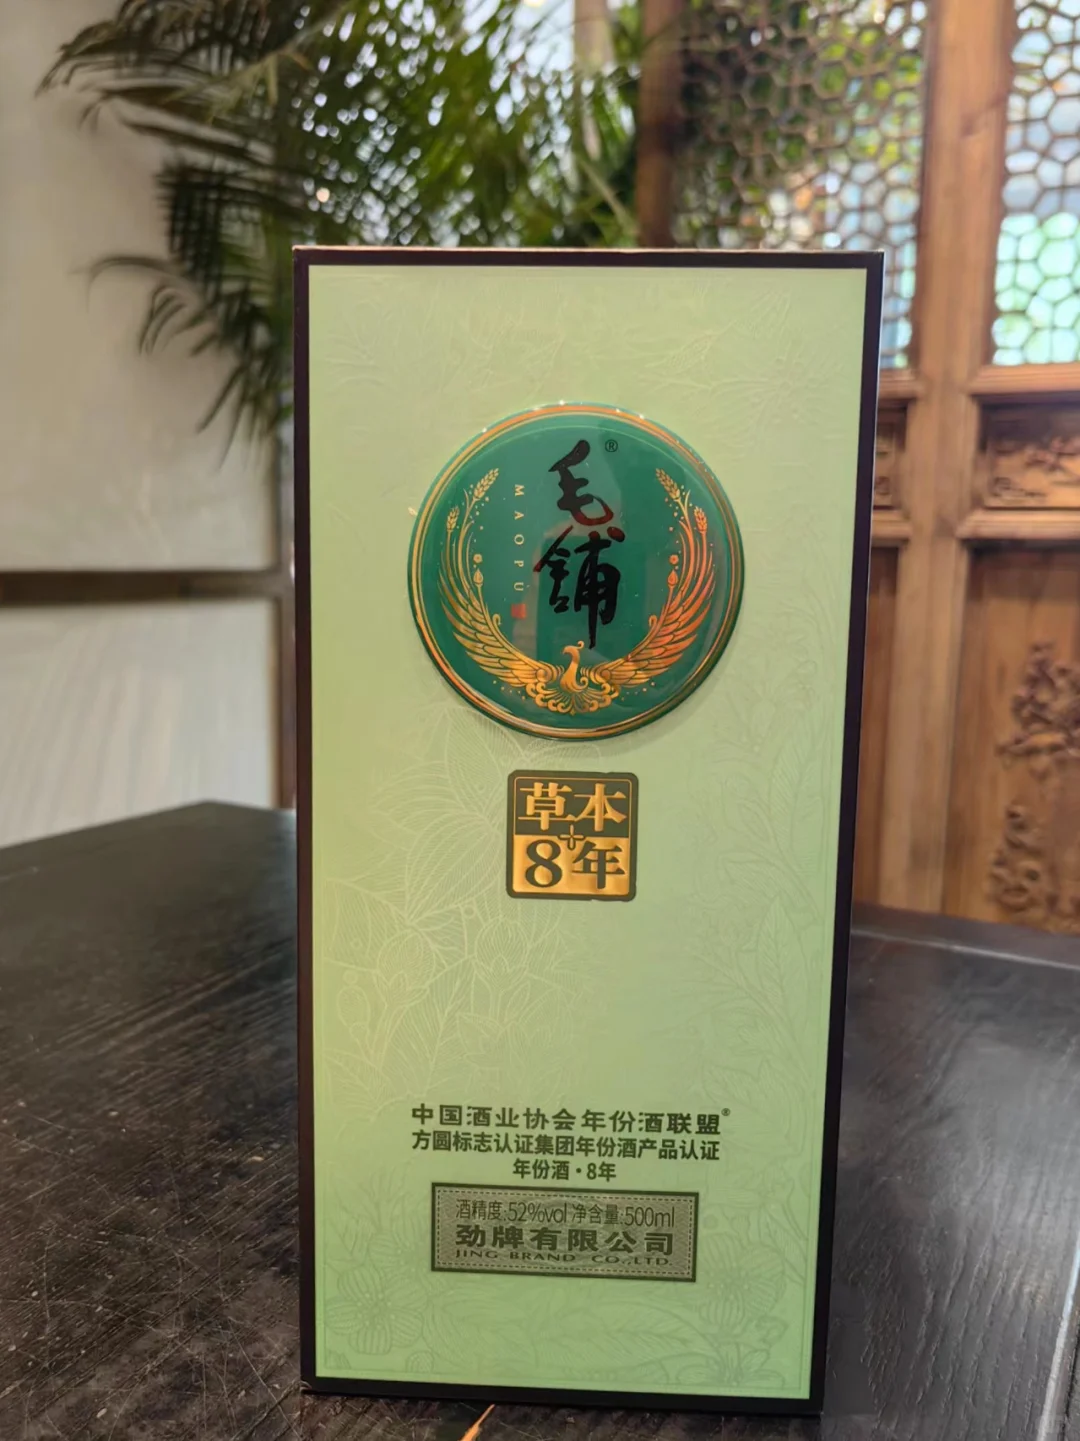 毛舖®
MAOPU
草本
+
8年
中国酒业协会年份酒联盟®
方圆标志认证集团年份酒产品认证
年份酒·8年
酒精度:52%vol 净含量:500ml
劲牌有限公司
JING BRAND CO.,LTD.